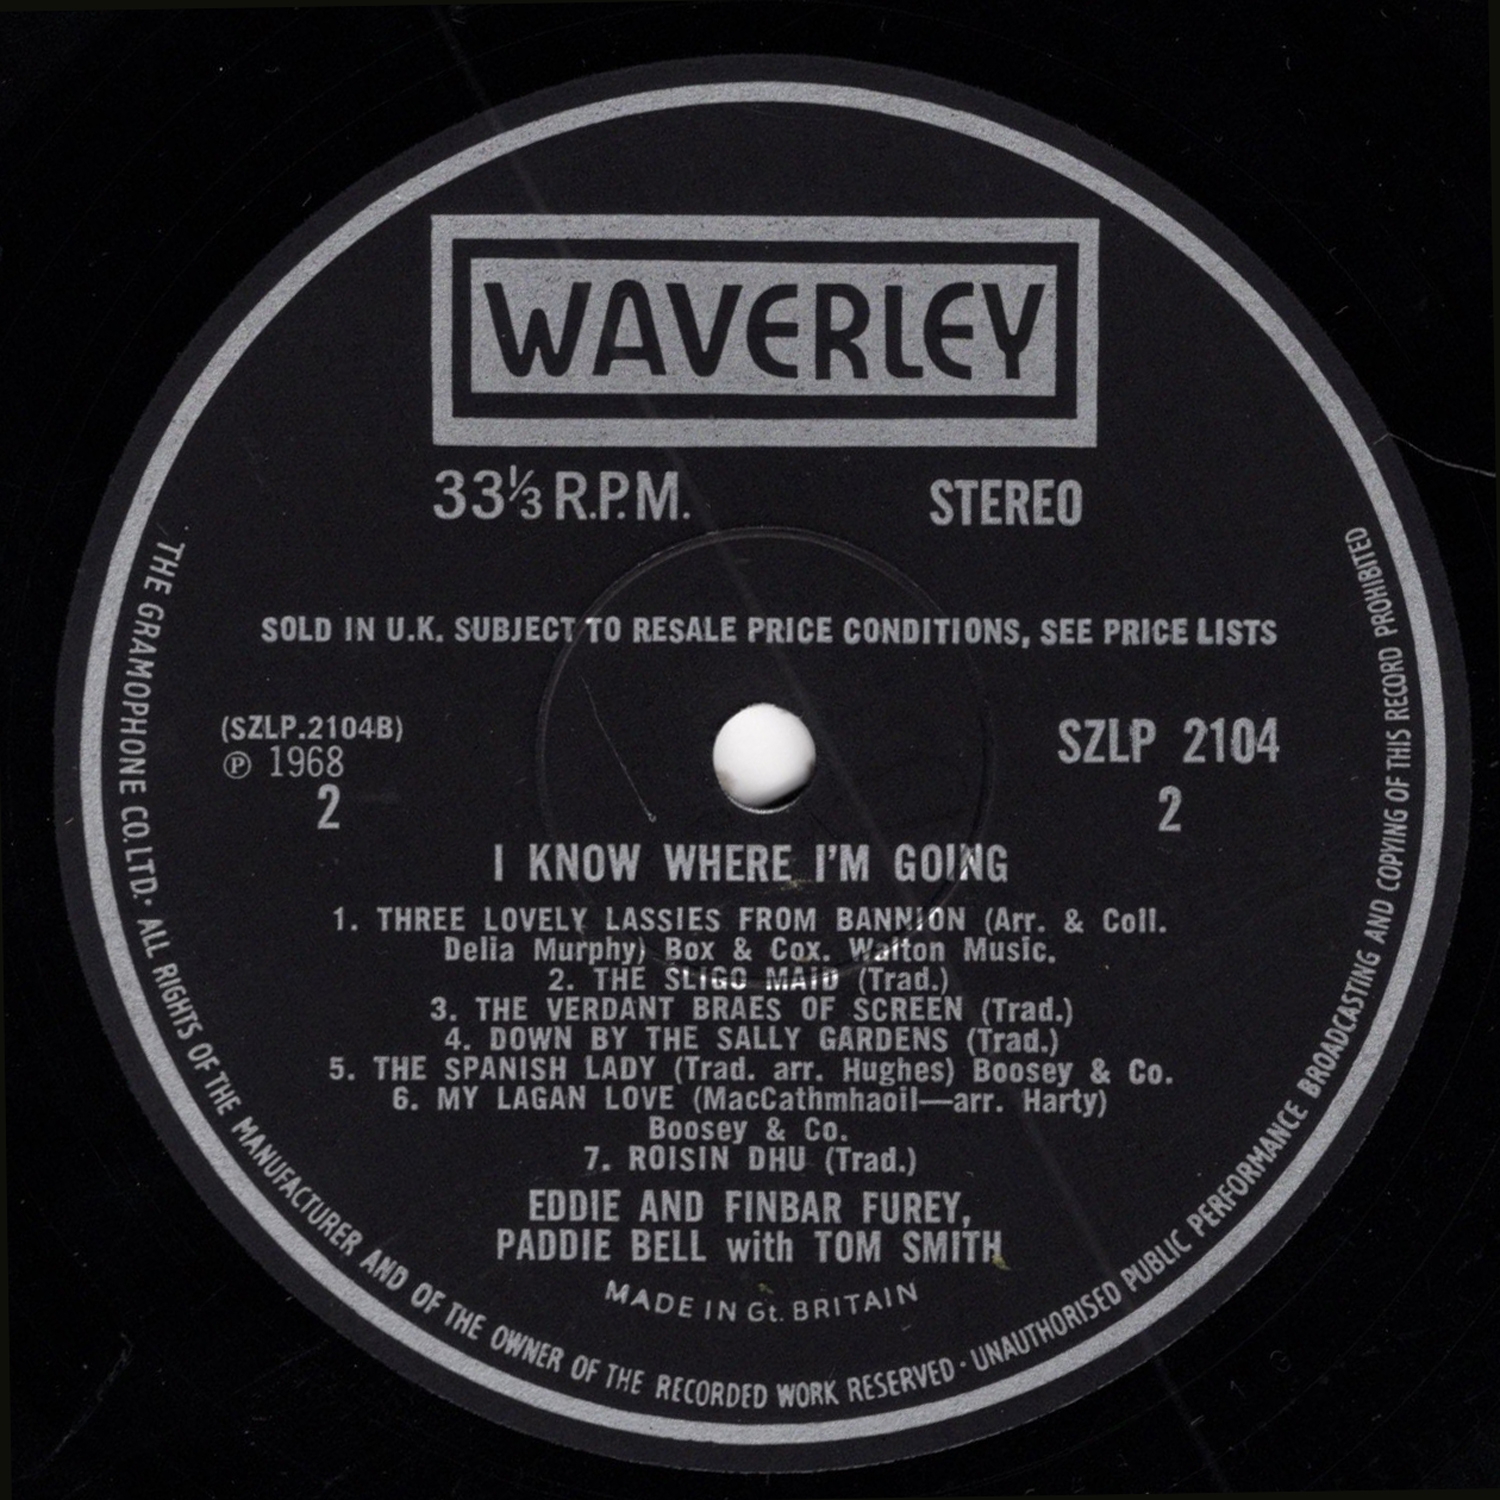 WAVERLEY
33⅓ R.P.M. STEREO
SOLD IN U.K. SUBJECT TO RESALE PRICE CONDITIONS, SEE PRICE LISTS
(SZLP.2104B)
℗ 1968
2
SZLP 2104
2
I KNOW WHERE I'M GOING
1. THREE LOVELY LASSIES FROM BANNION (Arr. & Coll.
Delia Murphy) Box & Cox. Walton Music.
2. THE SLIGO MAID (Trad.)
3. THE VERDANT BRAES OF SCREEN (Trad.)
4. DOWN BY THE SALLY GARDENS (Trad.)
5. THE SPANISH LADY (Trad. arr. Hughes) Boosey & Co.
6. MY LAGAN LOVE (MacCathmhaoil—arr. Harty)
Boosey & Co.
7. ROISIN DHU (Trad.)
EDDIE AND FINBAR FUREY,
PADDIE BELL with TOM SMITH
MADE IN Gt. BRITAIN
THE GRAMOPHONE CO.LTD. · ALL RIGHTS OF THE MANUFACTURER AND OF THE OWNER OF THE RECORDED WORK RESERVED · UNAUTHORISED PUBLIC PERFORMANCE BROADCASTING AND COPYING OF THIS RECORD PROHIBITED